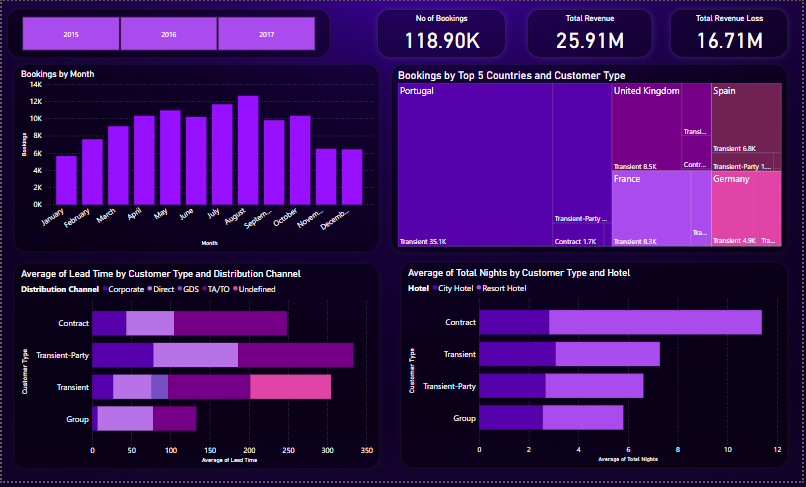 2015 2016 2017
No of Bookings
118.90K
Total Revenue
25.91M
Total Revenue Loss
16.71M
Bookings by Month
14K
12K
10K
8K
6K
4K
2K
0K
Bookings
January February March April May June July August Septem... October Novem... Decemb...
Month
Bookings by Top 5 Countries and Customer Type
Portugal
Transient 35.1K
Transient-Party ...
Contract 1.7K
United Kingdom
Transient 8.5K
Transi...
Contr...
France
Transient 8.3K
Tra...
Spain
Transient 6.8K
Transient-Party 1....
Germany
Transient 4.9K
Tra...
Average of Lead Time by Customer Type and Distribution Channel
Distribution Channel Corporate Direct GDS TA/TO Undefined
Customer Type
Contract
Transient-Party
Transient
Group
0 50 100 150 200 250 300 350
Average of Lead Time
Average of Total Nights by Customer Type and Hotel
Hotel City Hotel Resort Hotel
Customer Type
Contract
Transient
Transient-Party
Group
0 2 4 6 8 10 12
Average of Total Nights